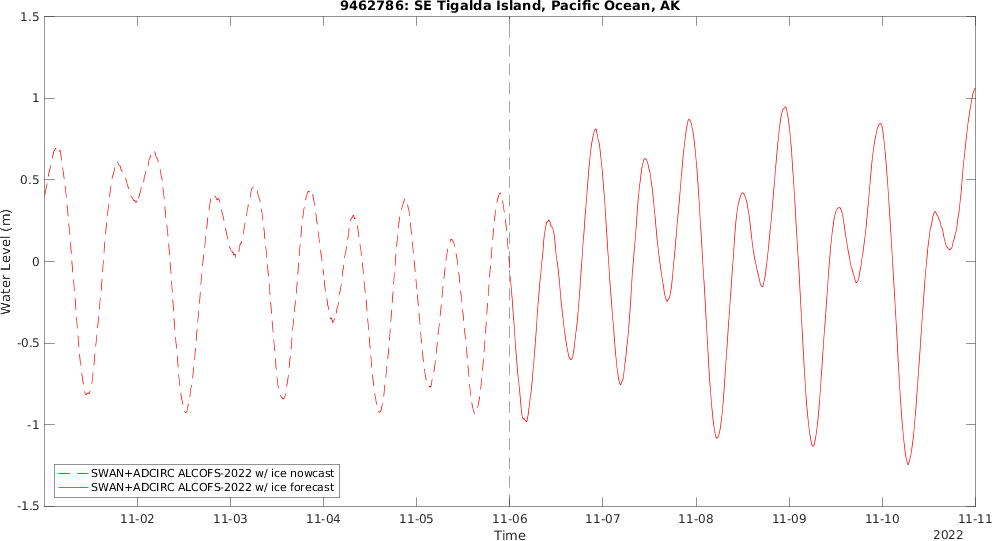 9462786: SE Tigalda Island, Pacific Ocean, AK
1.5
1
0.5
0
-0.5
-1
-1.5
Water Level (m)
SWAN+ADCIRC ALCOFS-2022 w/ ice nowcast
SWAN+ADCIRC ALCOFS-2022 w/ ice forecast
11-02 11-03 11-04 11-05 11-06 11-07 11-08 11-09 11-10 11-11
Time
2022